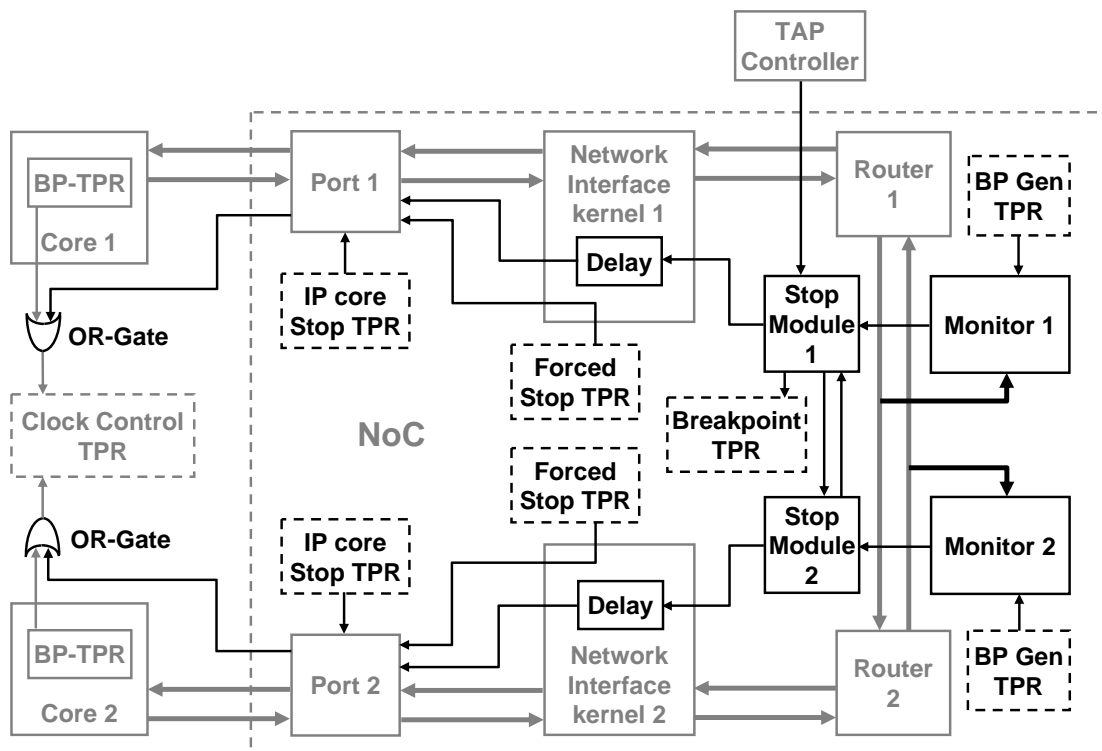 TAP
Controller
Network
Interface
kernel 1
Router
1
BP Gen
TPR
BP-TPR
Port 1
Core 1
Delay
IP core
Stop TPR
Stop
Module
1
Monitor 1
OR-Gate
Forced
Stop TPR
Clock Control
TPR
NoC
Breakpoint
TPR
Forced
Stop TPR
OR-Gate
IP core
Stop TPR
Stop
Module
2
Monitor 2
Delay
BP-TPR
Port 2
Core 2
Network
Interface
kernel 2
Router
2
BP Gen
TPR